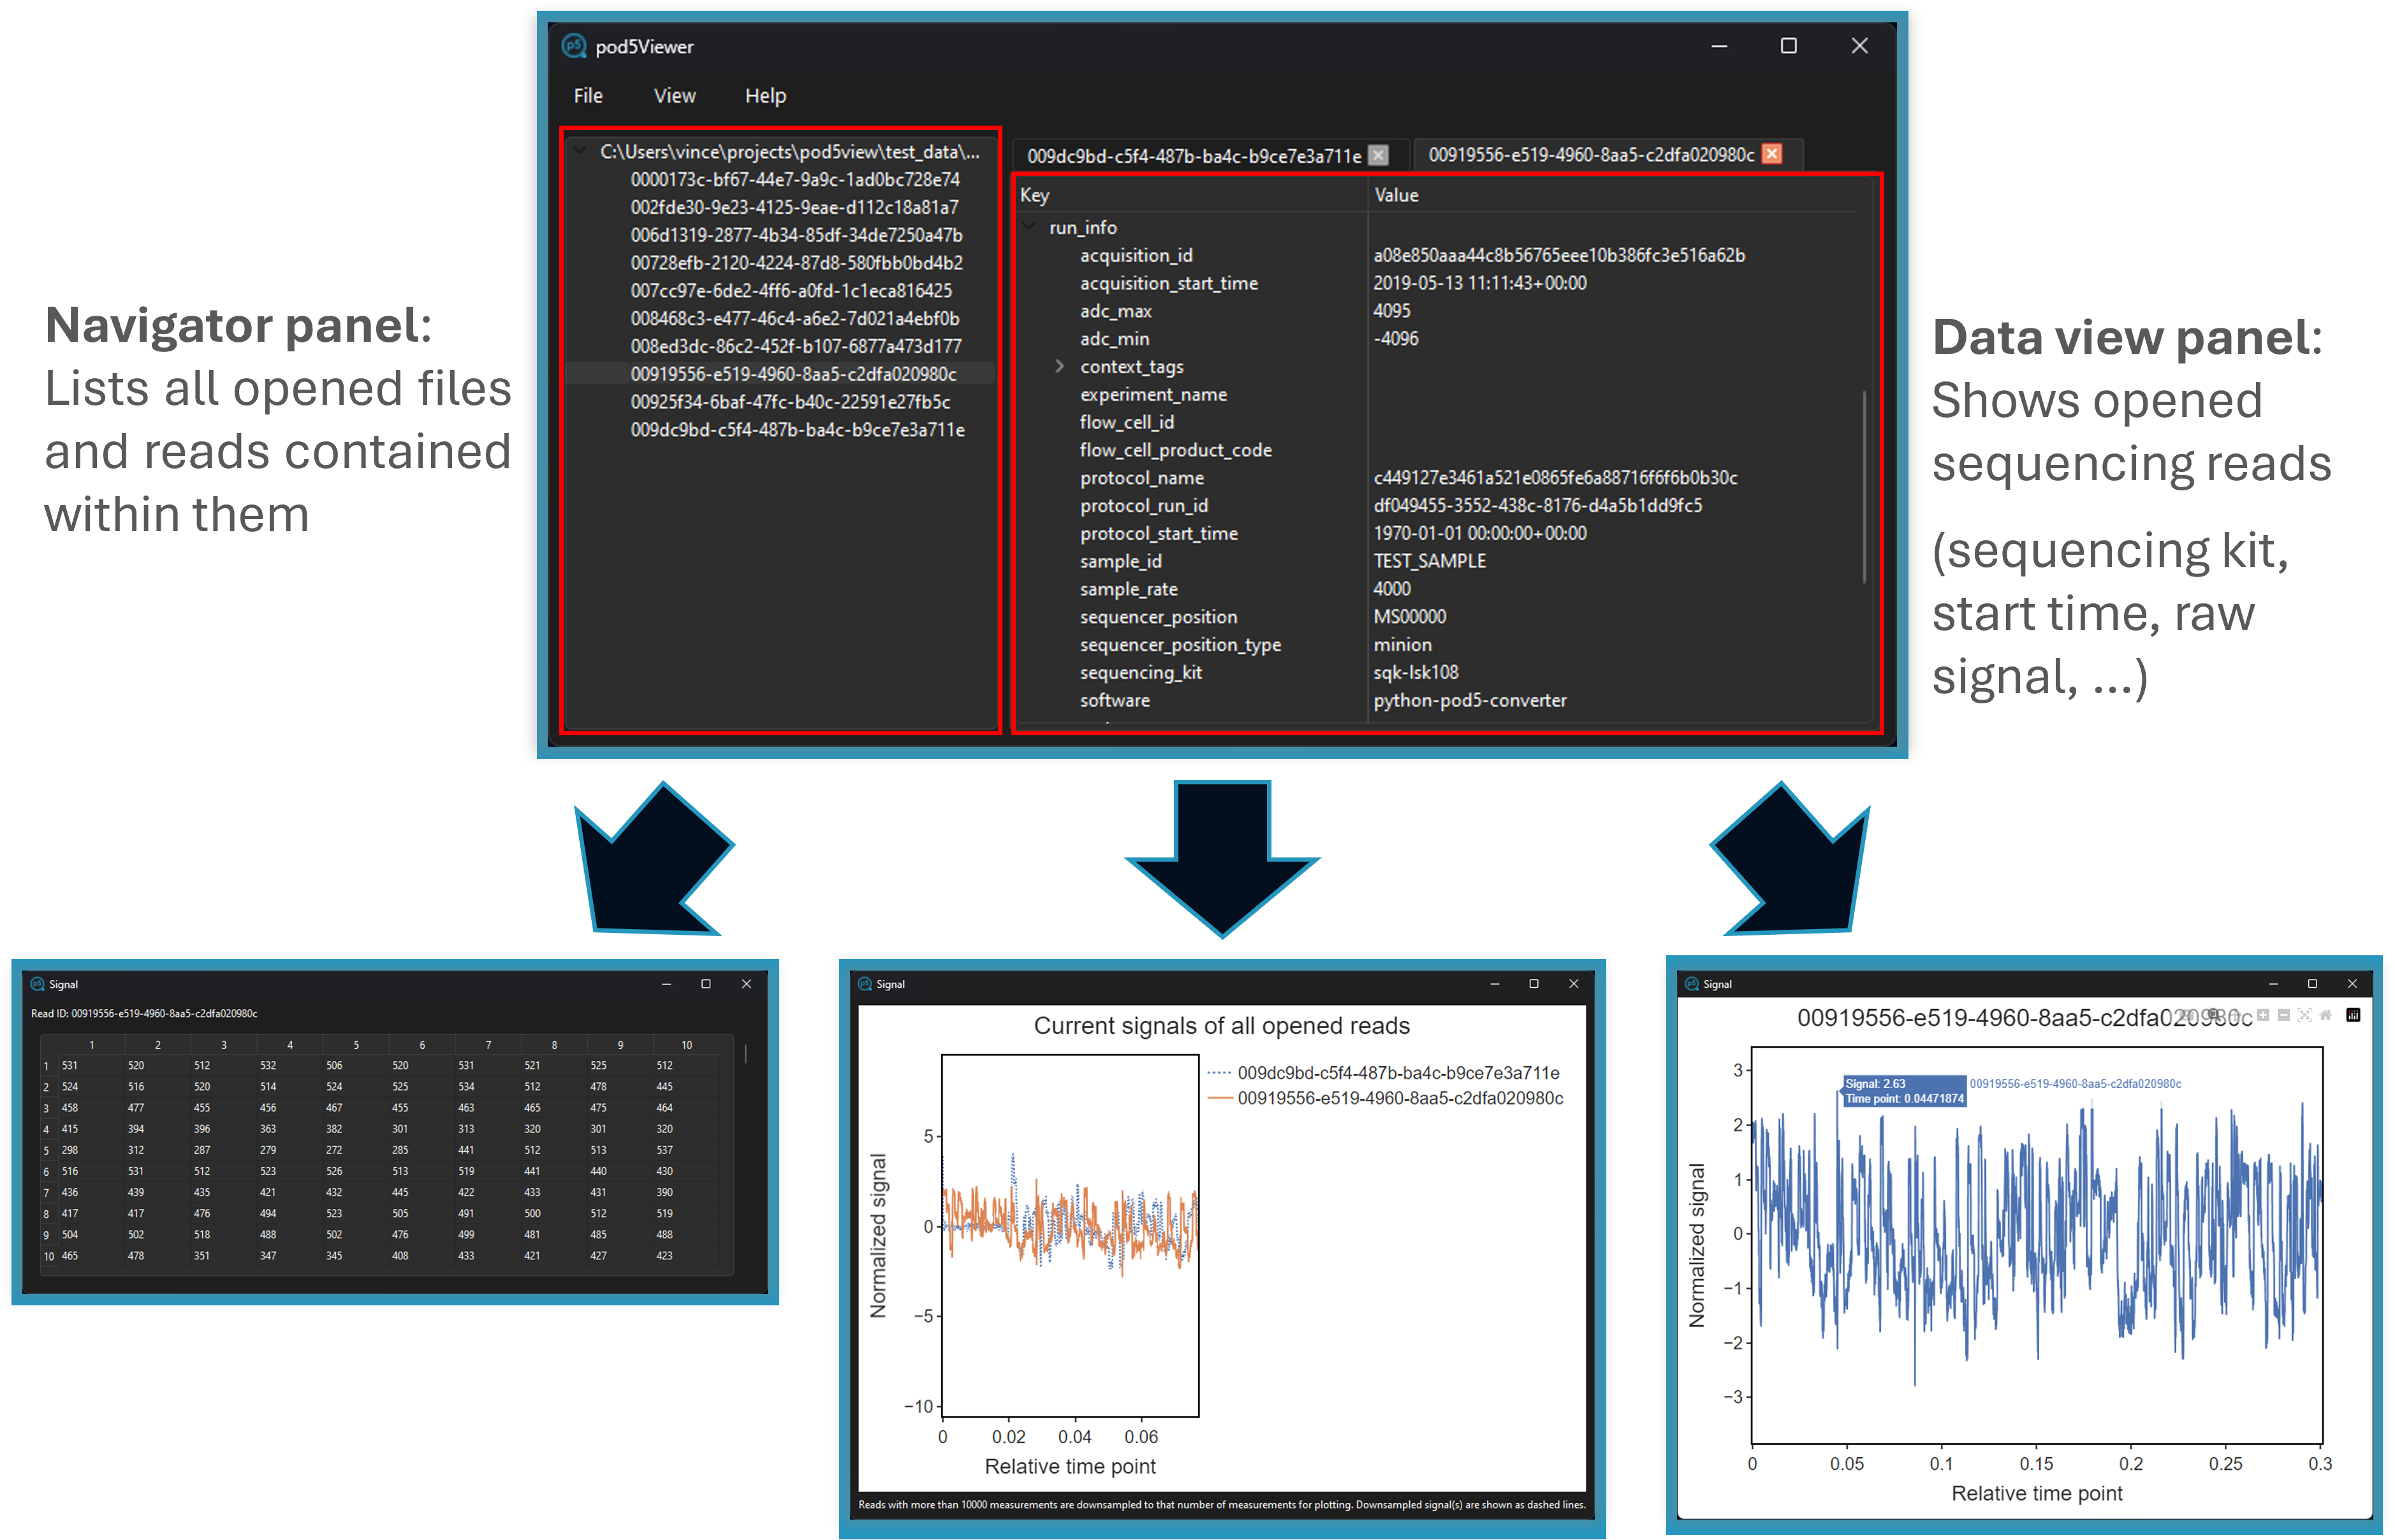 pod5Viewer
File View Help
C:\Users\vince\projects\pod5view\test_data\...
0000173c-bf67-44e7-9a9c-1ad0bc728e74
002fde30-9e23-4125-9eae-d112c18a81a7
006d1319-2877-4b34-85df-34de7250a47b
00728efb-2120-4224-87d8-580fbb0bd4b2
007cc97e-6de2-4ff6-a0fd-1c1eca816425
008468c3-e477-46c4-a6e2-7d021a4ebf0b
008ed3dc-86c2-452f-b107-6877a473d177
00919556-e519-4960-8aa5-c2dfa020980c
00925f34-6baf-47fc-b40c-22591e27fb5c
009dc9bd-c5f4-487b-ba4c-b9ce7e3a711e
009dc9bd-c5f4-487b-ba4c-b9ce7e3a711e 00919556-e519-4960-8aa5-c2dfa020980c
Key Value
run_info
acquisition_id a08e850aaa44c8b56765eee10b386fc3e516a62b
acquisition_start_time 2019-05-13 11:11:43+00:00
adc_max 4095
adc_min -4096
context_tags
experiment_name
flow_cell_id
flow_cell_product_code
protocol_name c449127e3461a521e0865fe6a88716f6f6b0b30c
protocol_run_id df049455-3552-438c-8176-d4a5b1dd9fc5
protocol_start_time 1970-01-01 00:00:00+00:00
sample_id TEST_SAMPLE
sample_rate 4000
sequencer_position MS00000
sequencer_position_type minion
sequencing_kit sqk-lsk108
software python-pod5-converter
Navigator panel:
Lists all opened files
and reads contained
within them
Data view panel:
Shows opened
sequencing reads
(sequencing kit,
start time, raw
signal, ...)
p5 Signal
Read ID: 00919556-e519-4960-8aa5-c2dfa020980c
1 2 3 4 5 6 7 8 9 10
1 531 520 512 532 506 520 531 521 525 512
2 524 516 520 514 524 525 534 512 478 445
3 458 477 455 456 467 455 463 465 475 464
4 415 394 396 363 382 301 313 320 301 320
5 298 312 287 279 272 285 441 512 513 537
6 516 531 512 523 526 513 519 441 440 430
7 436 439 435 421 432 445 422 433 431 390
8 417 417 476 494 523 505 491 500 512 519
9 504 502 518 488 502 476 499 481 485 488
10 465 478 351 347 345 408 433 421 427 423
p5 Signal
Current signals of all opened reads
009dc9bd-c5f4-487b-ba4c-b9ce7e3a711e
00919556-e519-4960-8aa5-c2dfa020980c
Normalized signal
5
0
−5
−10
0 0.02 0.04 0.06
Relative time point
Reads with more than 10000 measurements are downsampled to that number of measurements for plotting. Downsampled signal(s) are shown as dashed lines.
p5 Signal
00919556-e519-4960-8aa5-c2dfa020980c
Signal: 2.63
Time point: 0.04471874
00919556-e519-4960-8aa5-c2dfa020980c
Normalized signal
3
2
1
0
−1
−2
−3
0 0.05 0.1 0.15 0.2 0.25 0.3
Relative time point